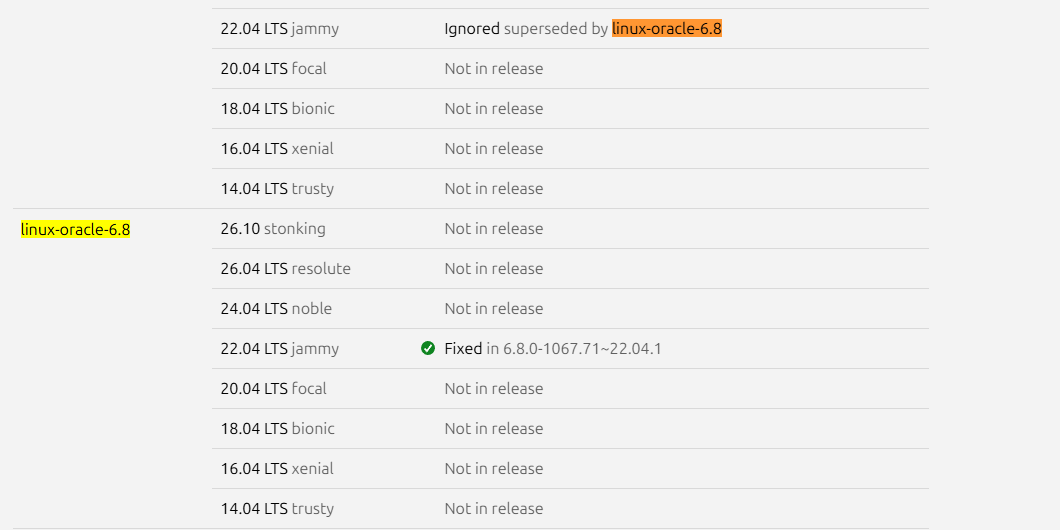 22.04 LTS jammy Ignored superseded by linux-oracle-6.8
20.04 LTS focal Not in release
18.04 LTS bionic Not in release
16.04 LTS xenial Not in release
14.04 LTS trusty Not in release
linux-oracle-6.8 26.10 stonking Not in release
26.04 LTS resolute Not in release
24.04 LTS noble Not in release
22.04 LTS jammy Fixed in 6.8.0-1067.71~22.04.1
20.04 LTS focal Not in release
18.04 LTS bionic Not in release
16.04 LTS xenial Not in release
14.04 LTS trusty Not in release